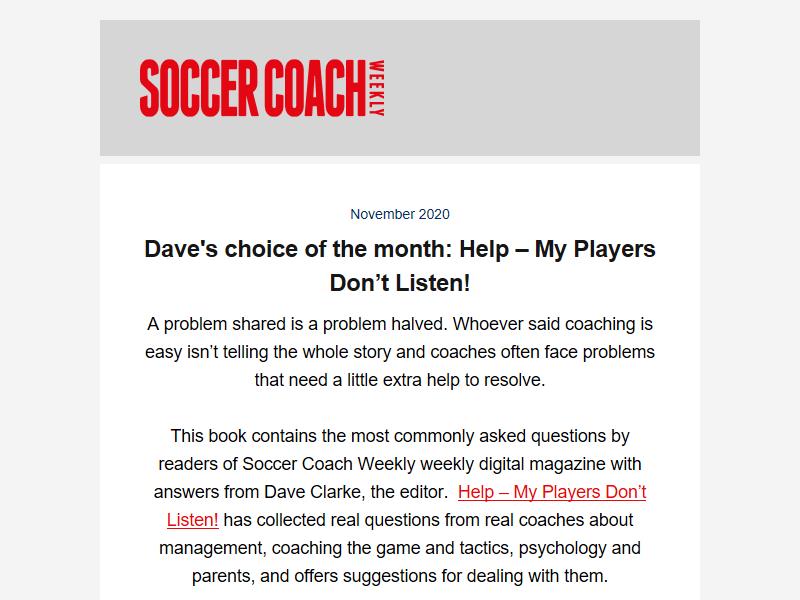 SOCCER COACH WEEKLY
November 2020
Dave's choice of the month: Help – My Players
Don’t Listen!
A problem shared is a problem halved. Whoever said coaching is
easy isn’t telling the whole story and coaches often face problems
that need a little extra help to resolve.
This book contains the most commonly asked questions by
readers of Soccer Coach Weekly weekly digital magazine with
answers from Dave Clarke, the editor.  Help – My Players Don’t
Listen! has collected real questions from real coaches about
management, coaching the game and tactics, psychology and
parents, and offers suggestions for dealing with them.